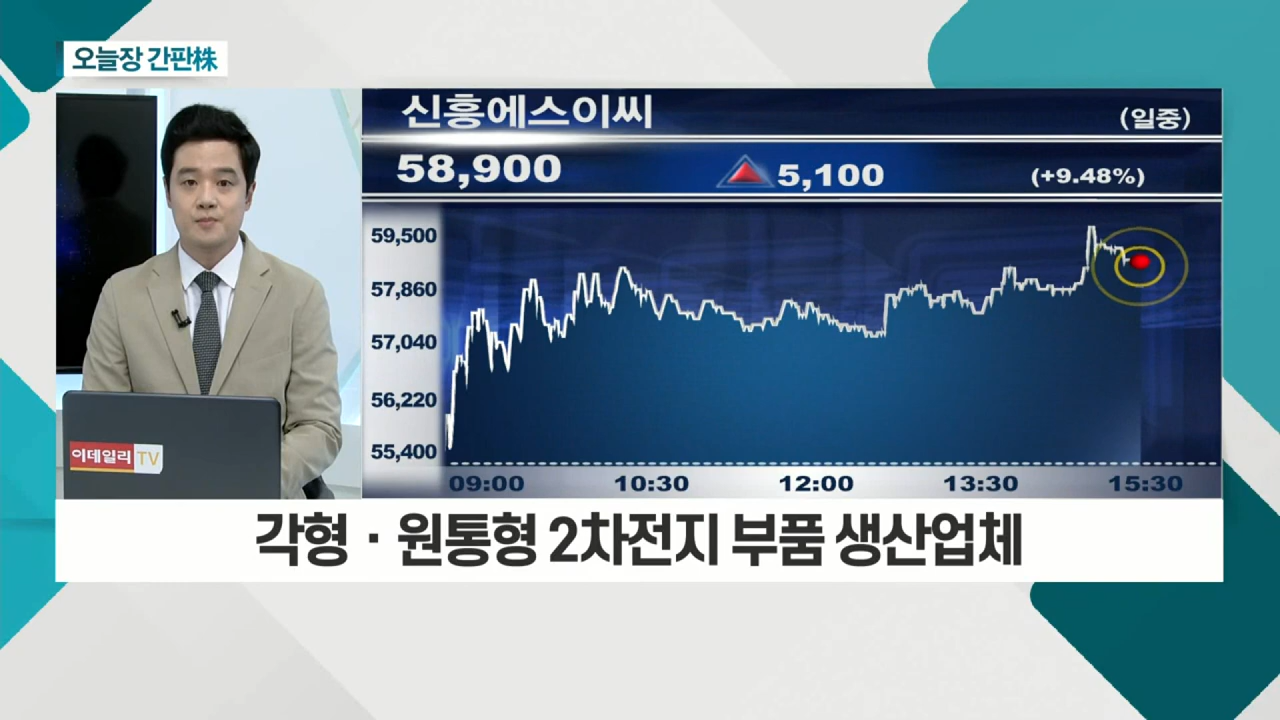 오늘장 간판株
신흥에스이씨
(일중)
58,900 ▲ 5,100 (+9.48%)
59,500
57,860
57,040
56,220
55,400
09:00 10:30 12:00 13:30 15:30
이데일리 TV
각형 · 원통형 2차전지 부품 생산업체